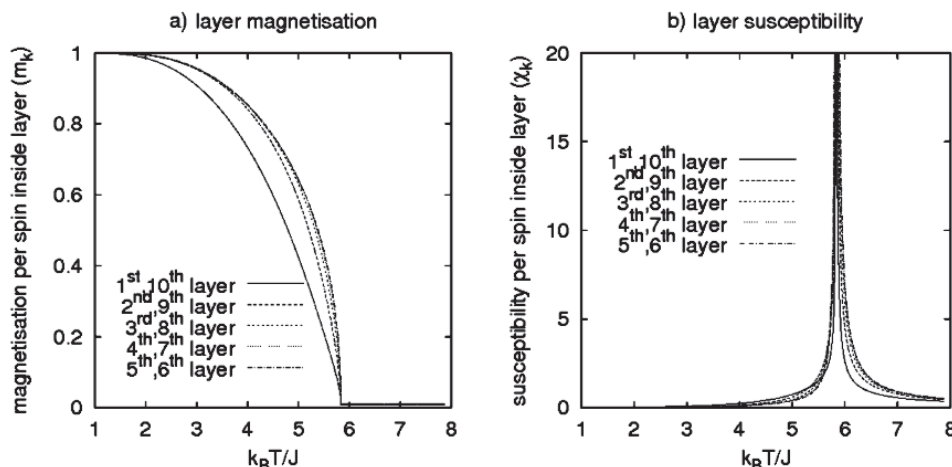 a) layer magnetisation
magnetisation per spin inside layer (m_k)
1
0.8
0.6
0.4
0.2
0
1st,10th layer
2nd,9th layer
3rd,8th layer
4th,7th layer
5th,6th layer
1 2 3 4 5 6 7 8
k_BT/J
b) layer susceptibility
susceptibility per spin inside layer (χ_k)
20
15
10
5
0
1st,10th layer
2nd,9th layer
3rd,8th layer
4th,7th layer
5th,6th layer
1 2 3 4 5 6 7 8
k_BT/J